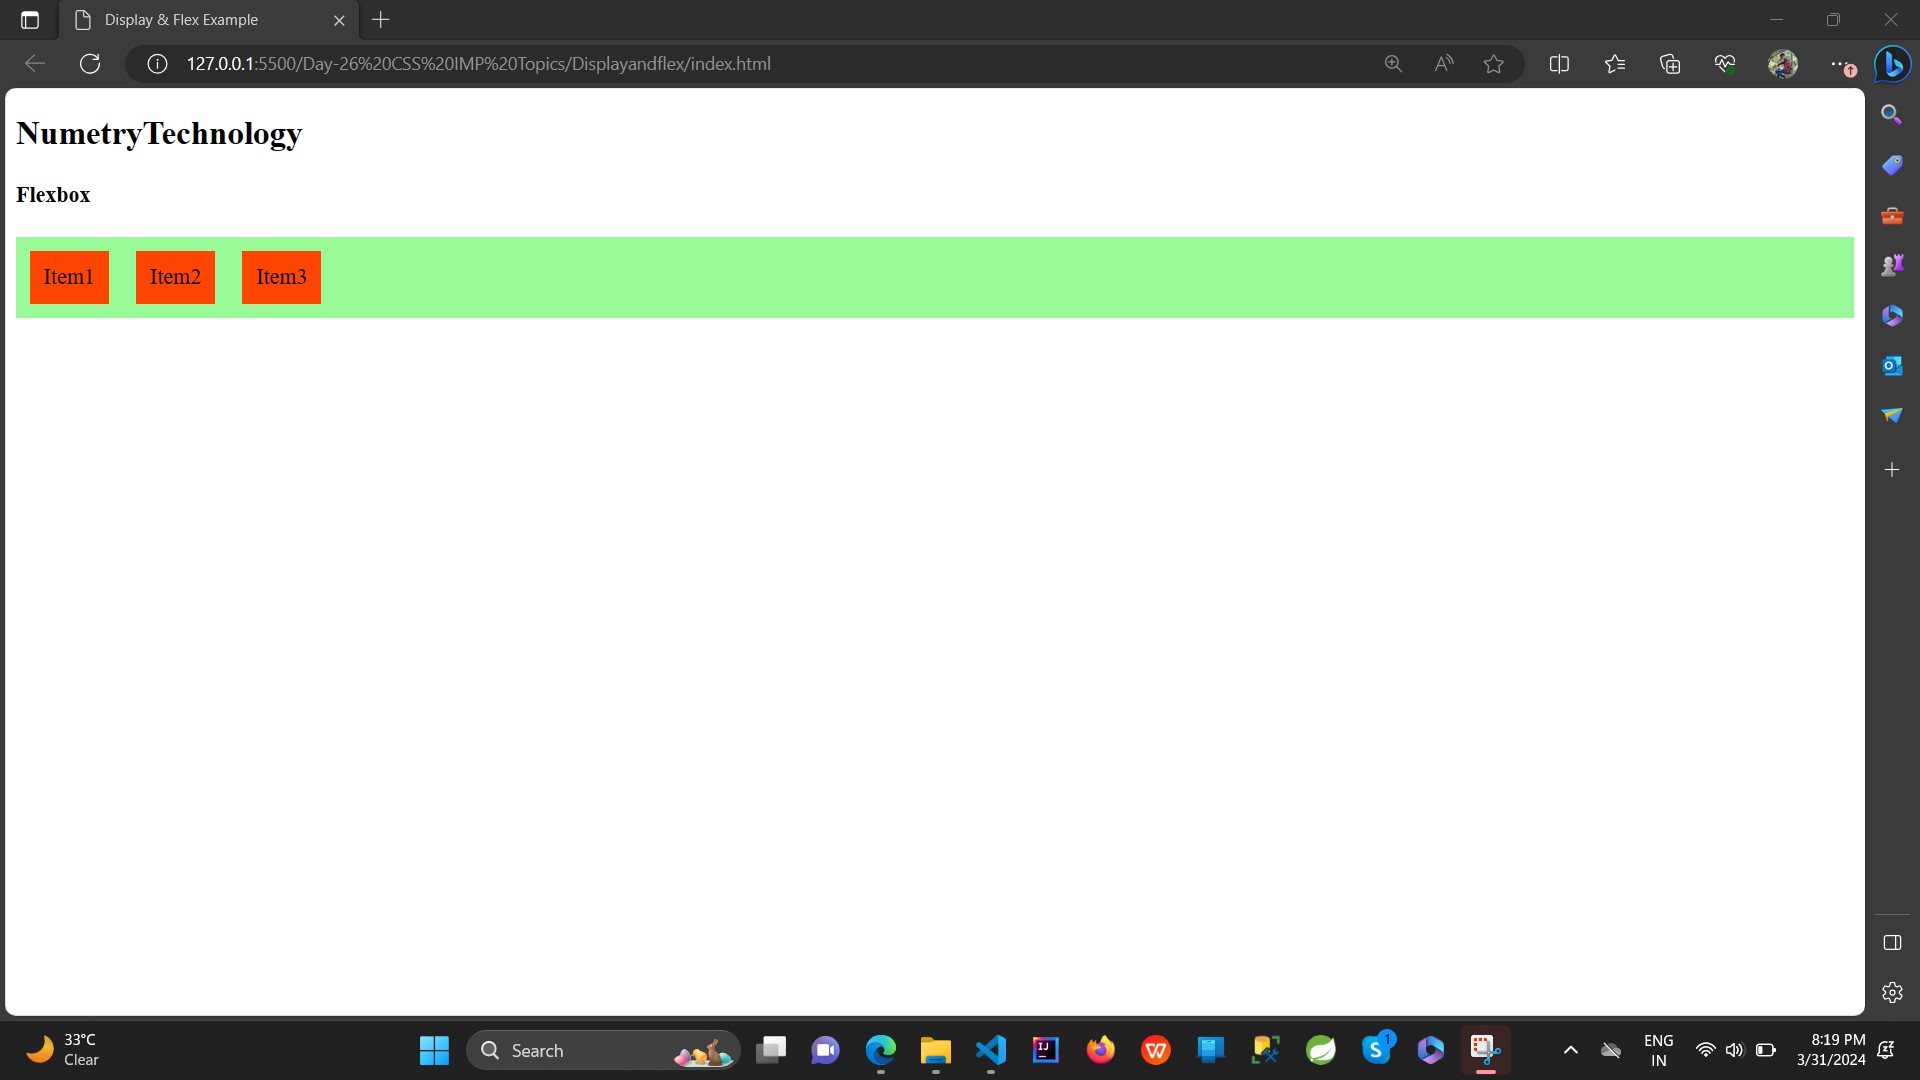 Display & Flex Example
127.0.0.1:5500/Day-26%20CSS%20IMP%20Topics/Displayandflex/index.html
NumetryTechnology
Flexbox
Item1 Item2 Item3
33°C
Clear
Search
1
ENG
IN
8:19 PM
3/31/2024